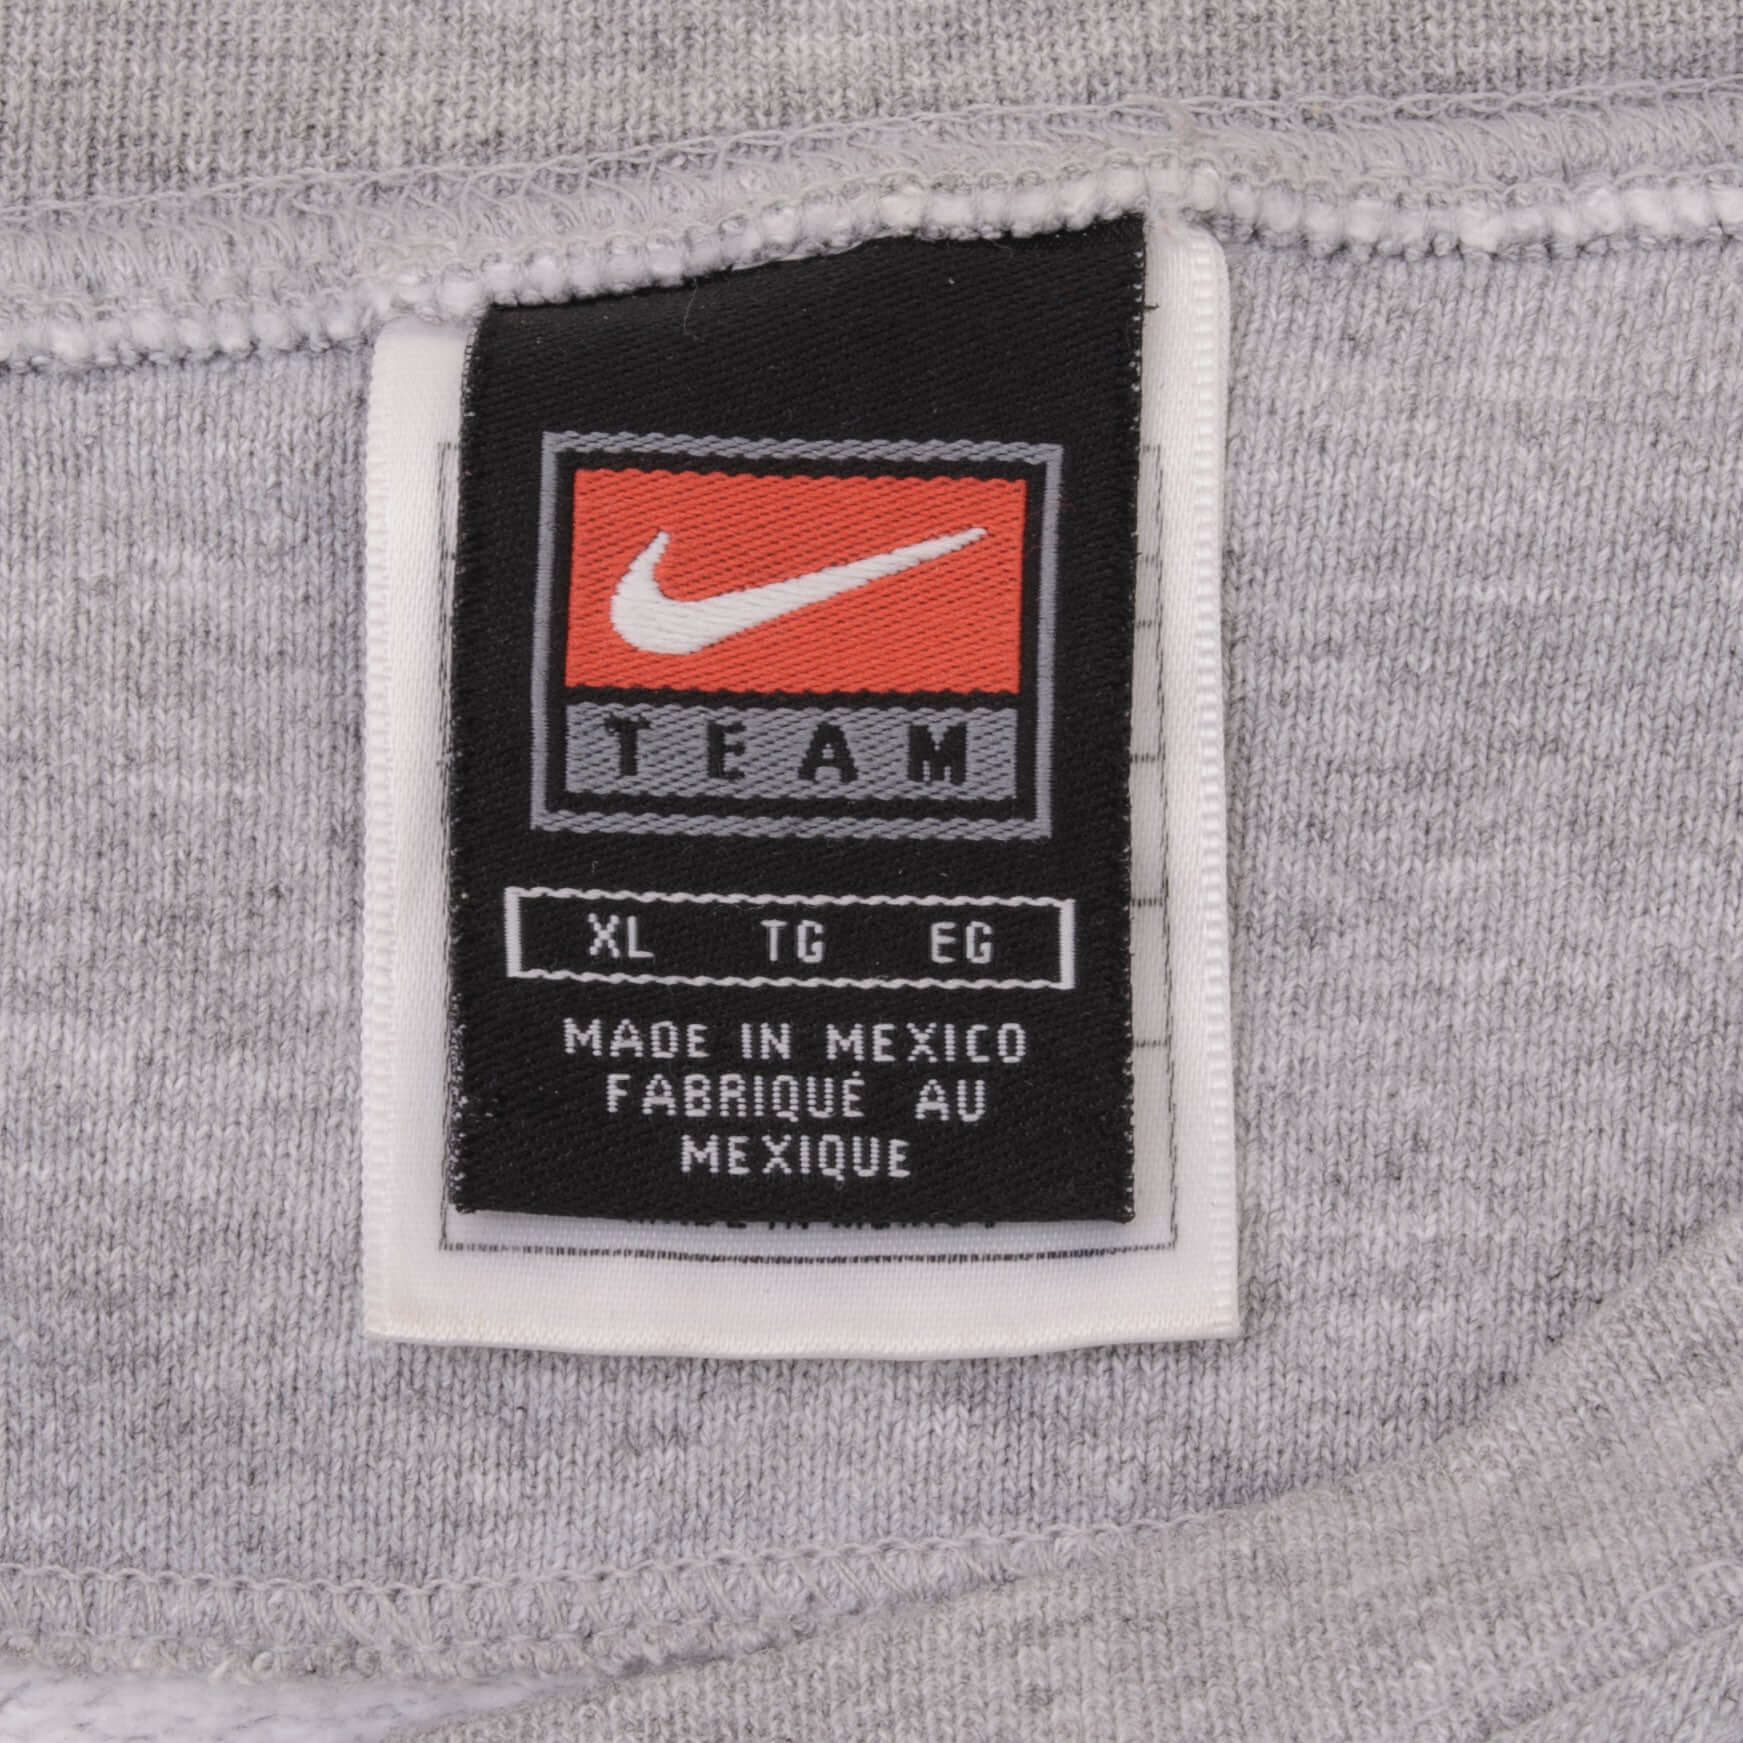 TEAM
XL TG EG
MADE IN MEXICO
FABRIQUÉ AU
MEXIQUE